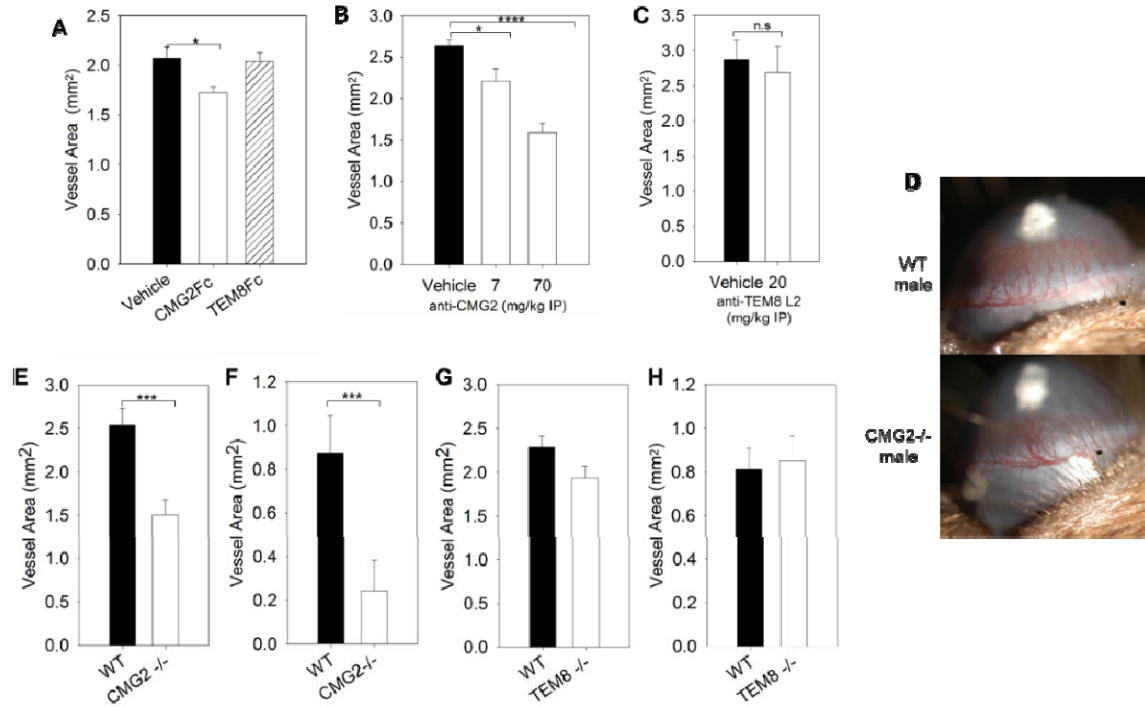 A
Vessel Area (mm²)
2.5
2.0
1.5
1.0
0.5
0.0
*
Vehicle
CMG2Fc
TEM8Fc
B
Vessel Area (mm²)
3.0
2.5
2.0
1.5
1.0
0.5
0.0
****
*
Vehicle 7 70
anti-CMG2 (mg/kg IP)
C
Vessel Area (mm²)
3.5
3.0
2.5
2.0
1.5
1.0
0.5
0.0
n.s
Vehicle 20
anti-TEM8 L2
(mg/kg IP)
D
WT
male
CMG2-/-
male
E
Vessel Area (mm²)
3.0
2.5
2.0
1.5
1.0
0.5
0.0
***
WT
CMG2 -/-
F
Vessel Area (mm²)
1.2
1.0
0.8
0.6
0.4
0.2
0.0
***
WT
CMG2-/-
G
Vessel Area (mm²)
3.0
2.5
2.0
1.5
1.0
0.5
0.0
WT
TEM8 -/-
H
Vessel Area (mm²)
1.2
1.0
0.8
0.6
0.4
0.2
0.0
WT
TEM8 -/-